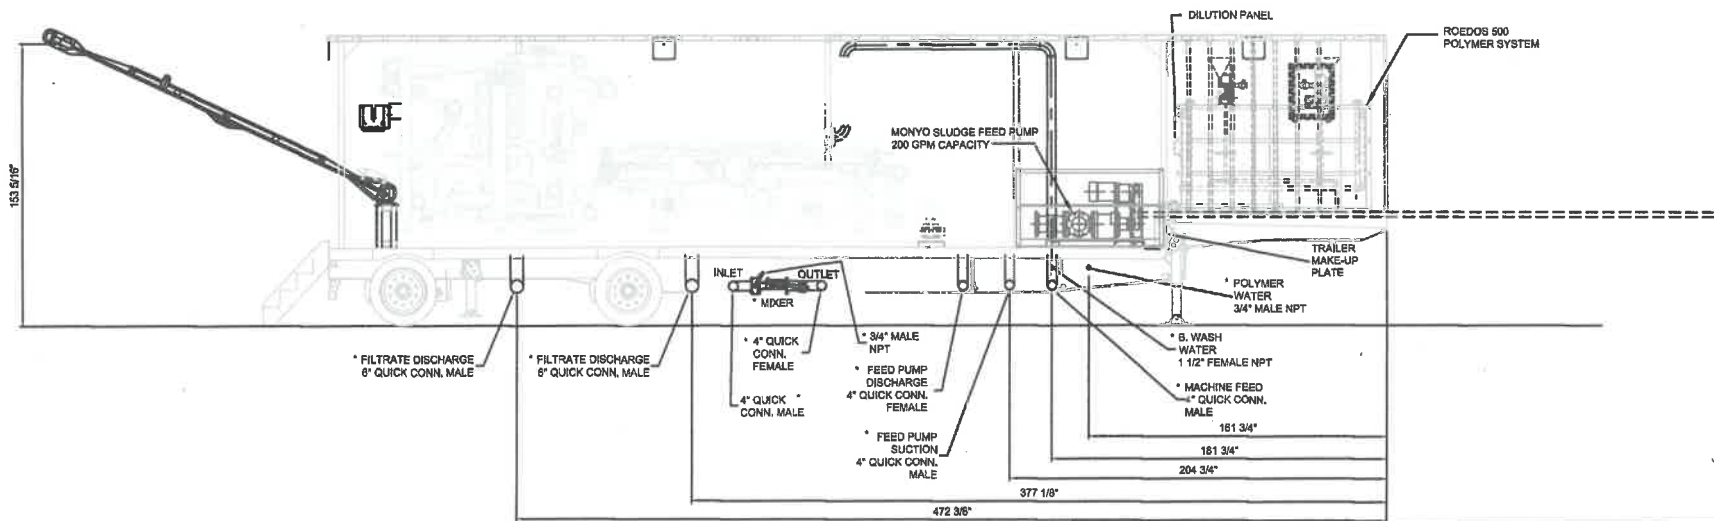 DILUTION PANEL
ROEDOS 500
POLYMER SYSTEM
MONYO SLUDGE FEED PUMP
200 GPM CAPACITY
153 5/16"
TRAILER
MAKE-UP
PLATE
INLET
OUTLET
* MIXER
* POLYMER
WATER
3/4" MALE NPT
* FILTRATE DISCHARGE
6" QUICK CONN. MALE
* FILTRATE DISCHARGE
6" QUICK CONN. MALE
* 4" QUICK
CONN.
FEMALE
* 3/4" MALE
NPT
4" QUICK *
CONN. MALE
* FEED PUMP
DISCHARGE
4" QUICK CONN.
FEMALE
* B. WASH
WATER
1 1/2" FEMALE NPT
* MACHINE FEED
4" QUICK CONN.
MALE
* FEED PUMP
SUCTION
4" QUICK CONN.
MALE
161 3/4"
181 3/4"
204 3/4"
377 1/8"
472 3/8"